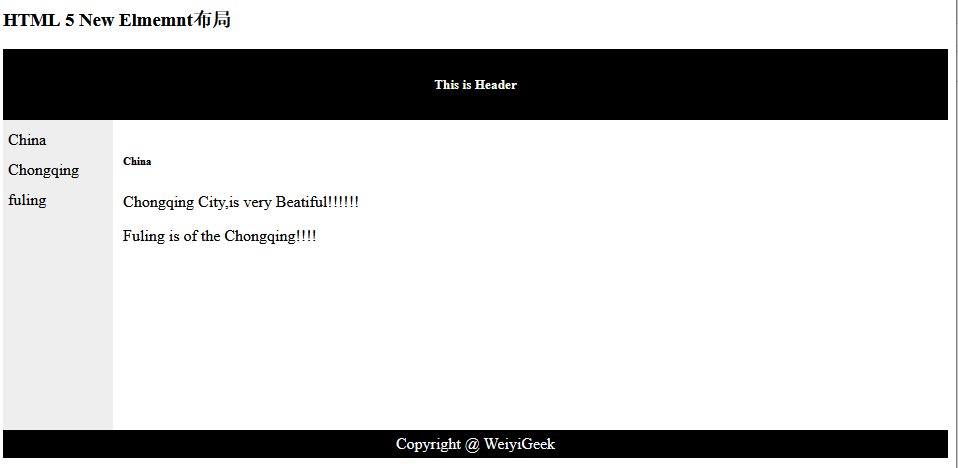 HTML 5 New Elmemnt布局
This is Header
China
Chongqing
fuling
China
Chongqing City,is very Beatiful!!!!!!
Fuling is of the Chongqing!!!!
Copyright @ WeiyiGeek